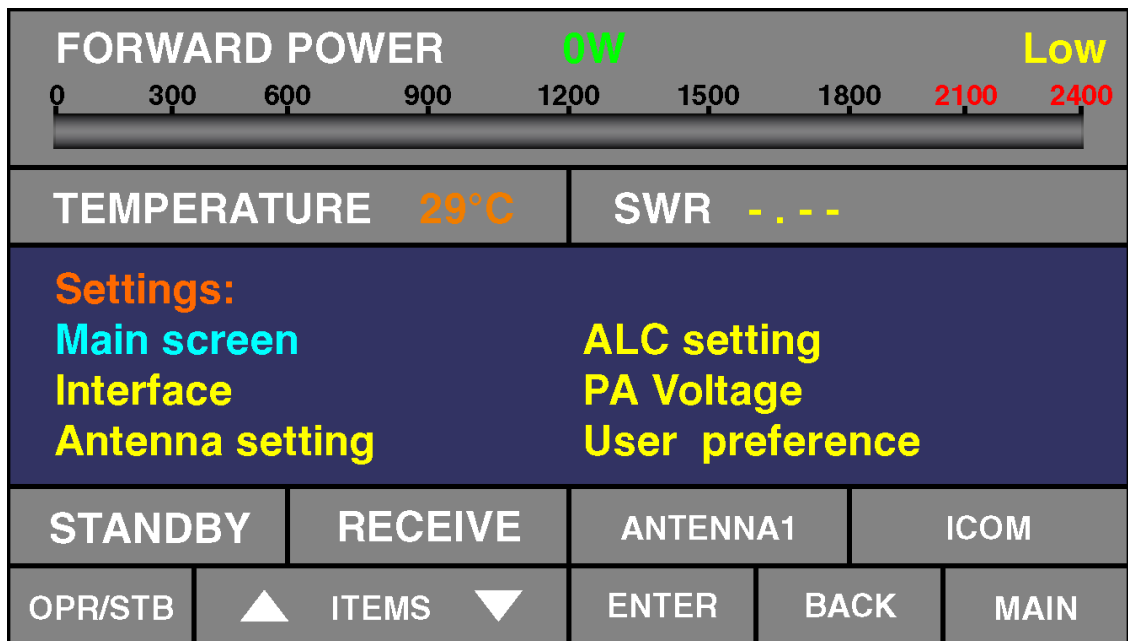 FORWARD POWER 0W Low
0 300 600 900 1200 1500 1800 2100 2400
TEMPERATURE 29°C SWR -.--
Settings:
Main screen ALC setting
Interface PA Voltage
Antenna setting User preference
STANDBY RECEIVE ANTENNA1 ICOM
OPR/STB ▲ ITEMS ▼ ENTER BACK MAIN